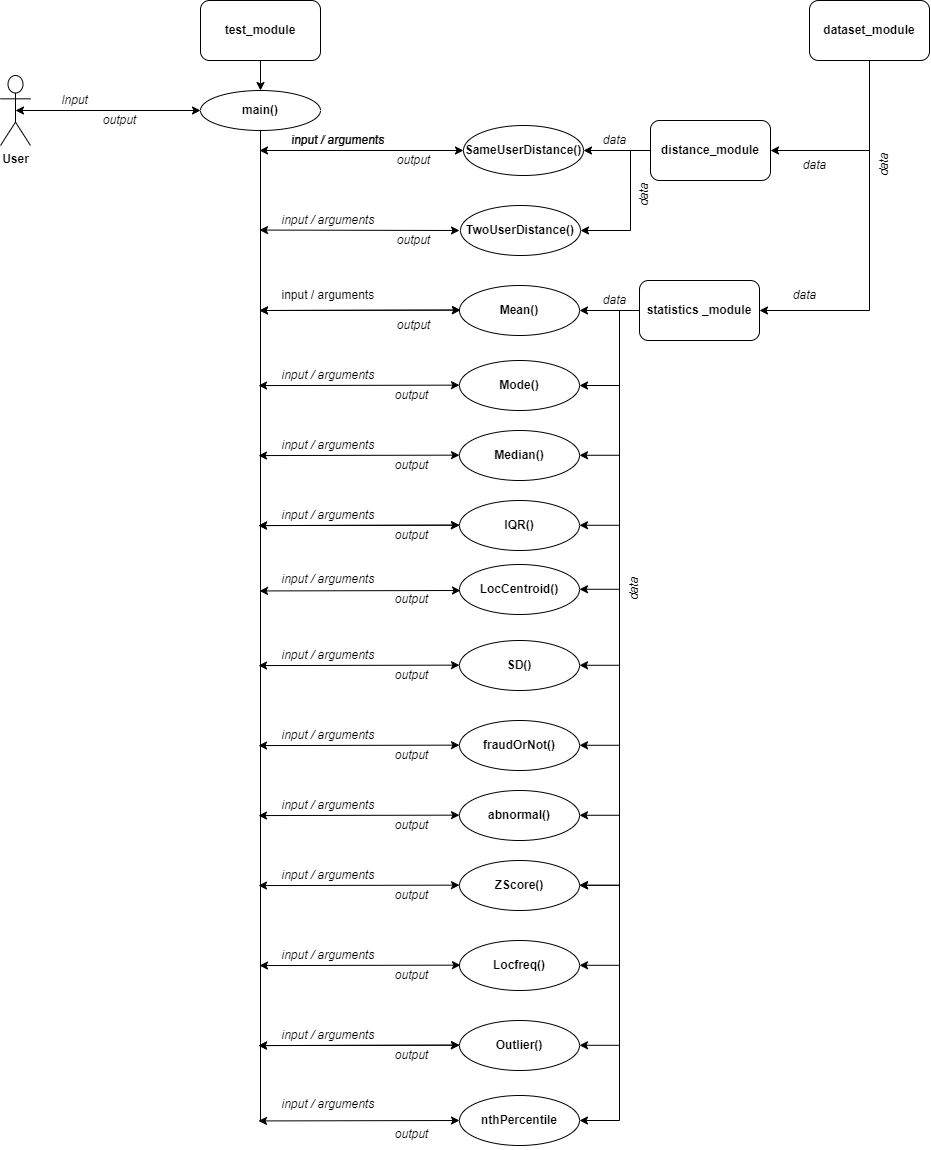 test_module
dataset_module
Input
output
main()
User
input / arguments
output
SameUserDistance()
data
distance_module
data
data
data
input / arguments
output
TwoUserDistance()
input / arguments
output
Mean()
data
statistics _module
data
input / arguments
output
Mode()
input / arguments
output
Median()
input / arguments
output
IQR()
input / arguments
output
LocCentroid()
data
input / arguments
output
SD()
input / arguments
output
fraudOrNot()
input / arguments
output
abnormal()
input / arguments
output
ZScore()
input / arguments
output
Locfreq()
input / arguments
output
Outlier()
input / arguments
output
nthPercentile